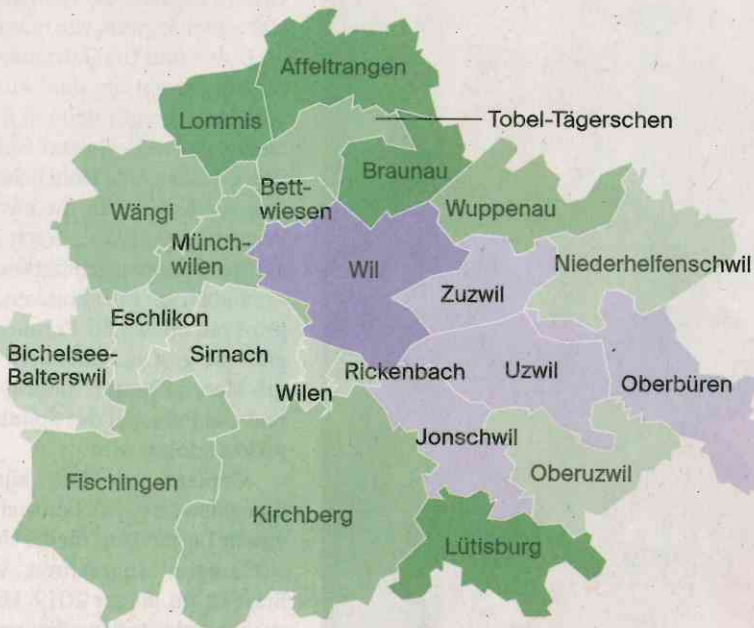 Affeltrangen
Lommis
Tobel-Tägerschen
Braunau
Bett-
wiesen
Wängi
Wuppenau
Münch-
wilen
Wil
Niederhelfenschwil
Zuzwil
Eschlikon
Bichelsee-
Balterswil
Sirnach
Wilen
Rickenbach
Uzwil
Oberbüren
Jonschwil
Oberuzwil
Fischingen
Kirchberg
Lütisburg